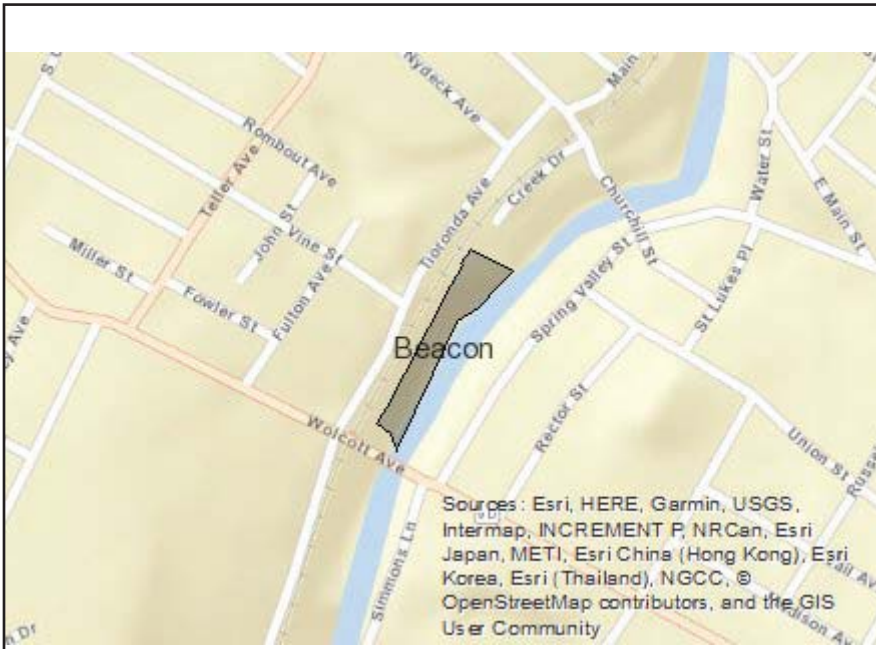 Nydeck Ave
Main
Rombout Ave
Teller Ave
Tioronda Ave
Creek Dr
Churchill St
Water St
E Main St
John St
Vine St
Miller St
Fowler St
Fulton Ave
St Lukes Pl
Spring Valley St
Beacon
Wolcott Ave
Rector St
Union St
Simmons Ln
Sources: Esri, HERE, Garmin, USGS,
Intermap, INCREMENT P, NRCan, Esri
Japan, METI, Esri China (Hong Kong), Esri
Korea, Esri (Thailand), NGCC, ©
OpenStreetMap contributors, and the GIS
User Community